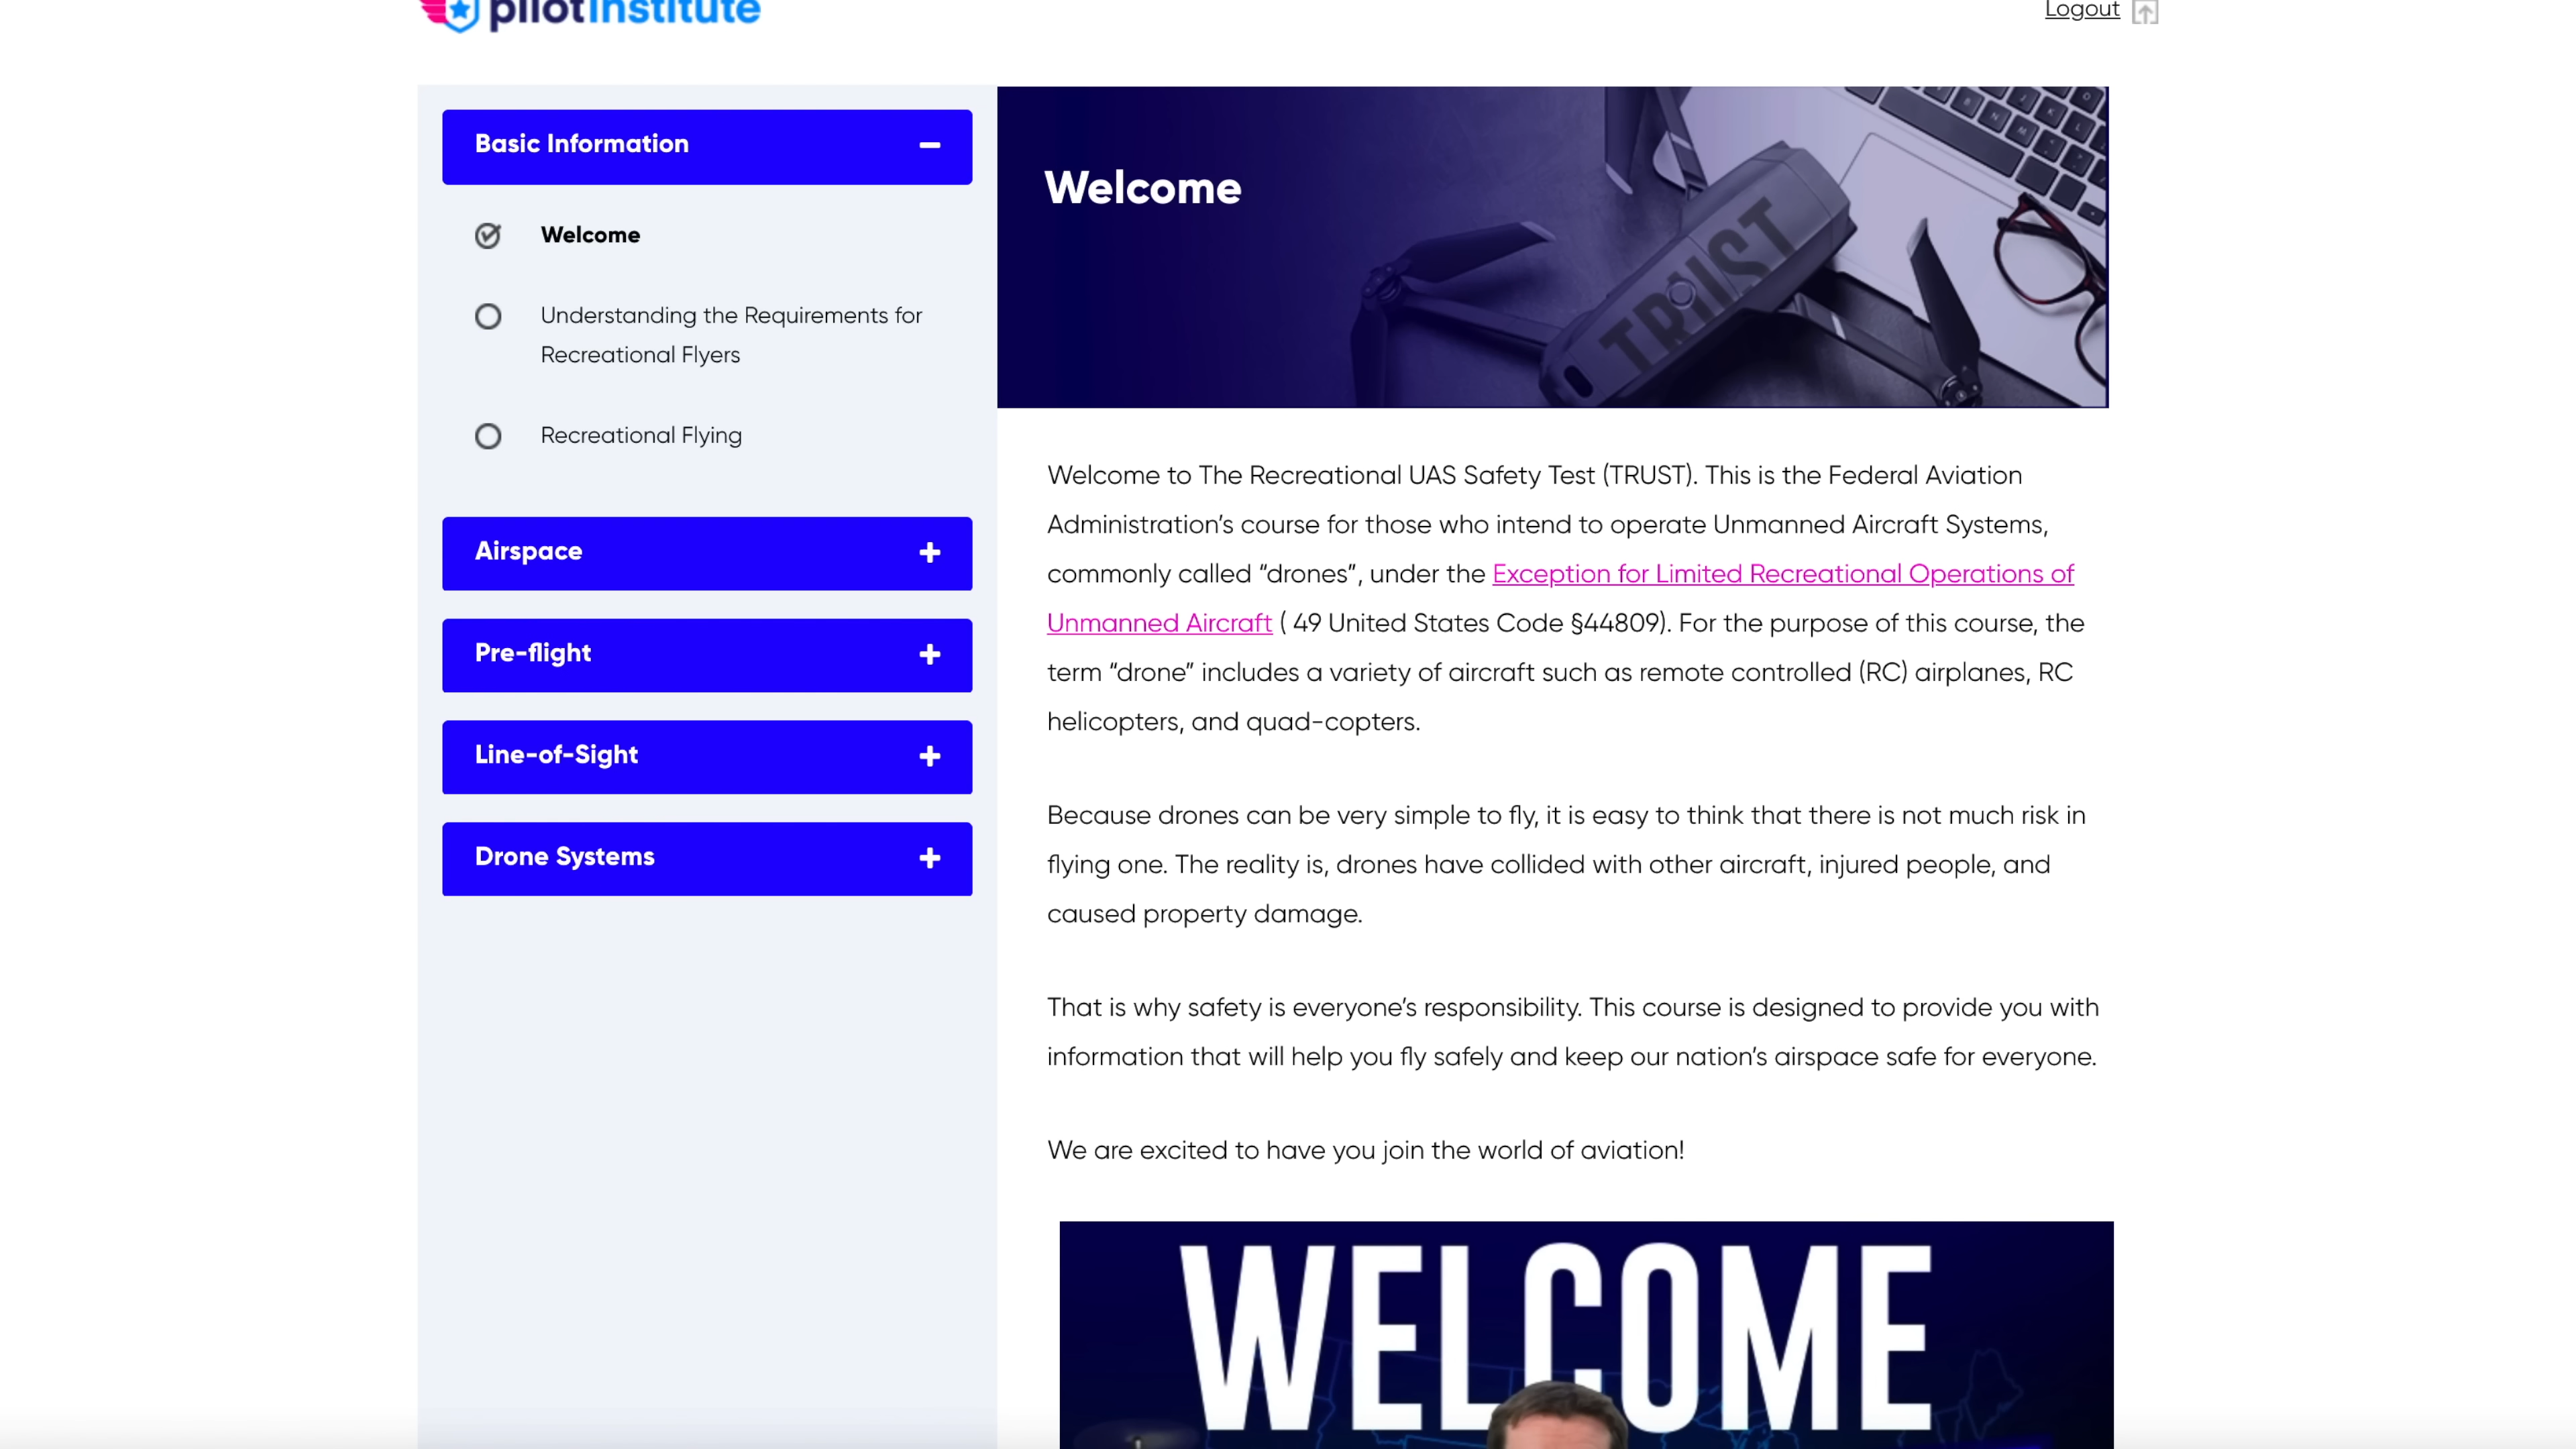 pilotinstitute
Logout
Basic Information
Welcome
Understanding the Requirements for
Recreational Flyers
Recreational Flying
Airspace
Pre-flight
Line-of-Sight
Drone Systems
Welcome
TRUST
Welcome to The Recreational UAS Safety Test (TRUST). This is the Federal Aviation
Administration’s course for those who intend to operate Unmanned Aircraft Systems,
commonly called “drones”, under the Exception for Limited Recreational Operations of
Unmanned Aircraft ( 49 United States Code §44809). For the purpose of this course, the
term “drone” includes a variety of aircraft such as remote controlled (RC) airplanes, RC
helicopters, and quad-copters.
Because drones can be very simple to fly, it is easy to think that there is not much risk in
flying one. The reality is, drones have collided with other aircraft, injured people, and
caused property damage.
That is why safety is everyone’s responsibility. This course is designed to provide you with
information that will help you fly safely and keep our nation’s airspace safe for everyone.
We are excited to have you join the world of aviation!
WELCOME